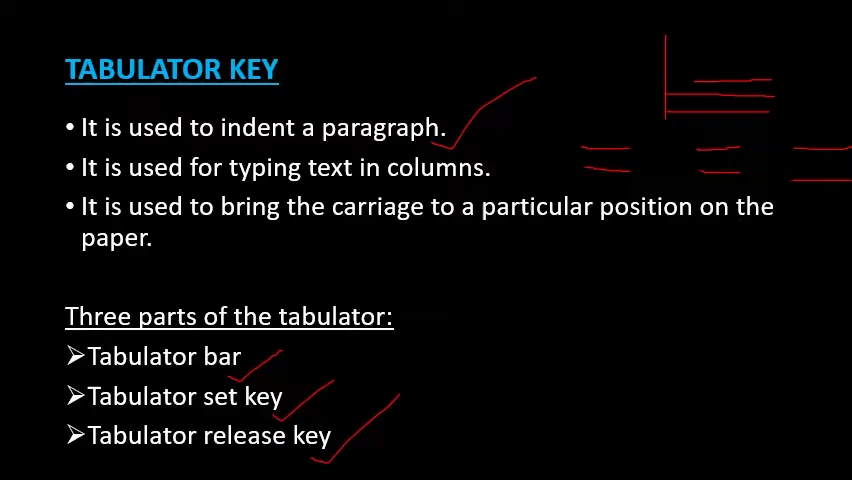 TABULATOR KEY
• It is used to indent a paragraph.
• It is used for typing text in columns.
• It is used to bring the carriage to a particular position on the
paper.
Three parts of the tabulator:
⮚Tabulator bar
⮚Tabulator set key
⮚Tabulator release key